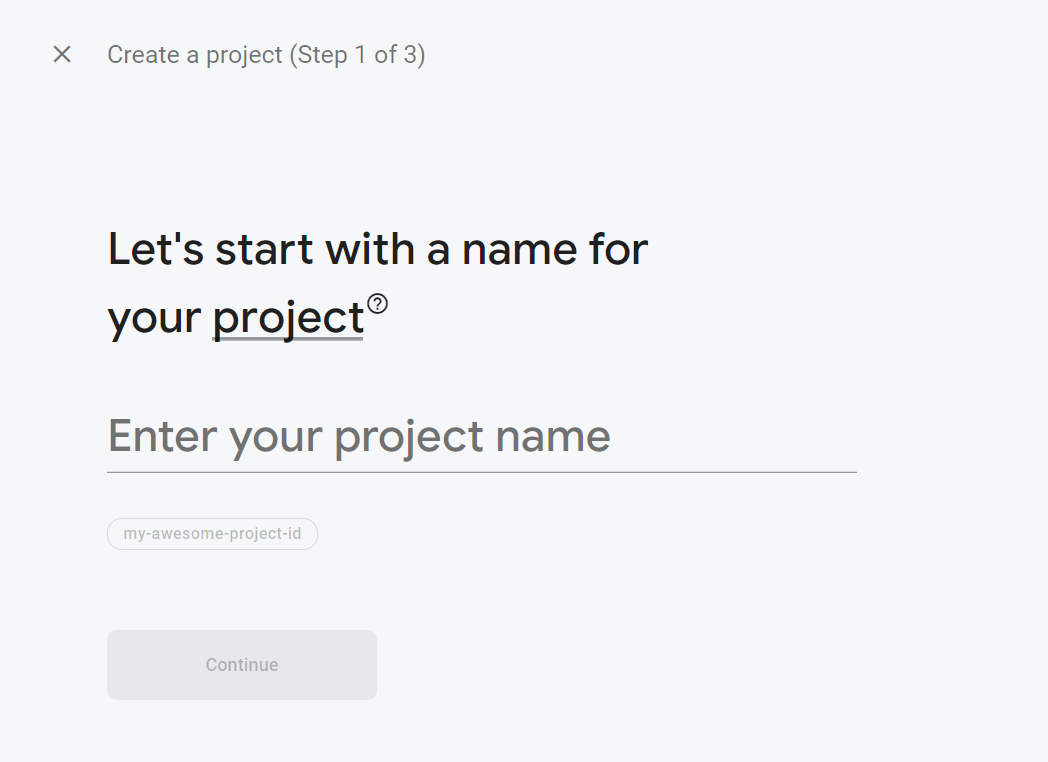 Create a project (Step 1 of 3)
Let's start with a name for
your project
Enter your project name
my-awesome-project-id
Continue